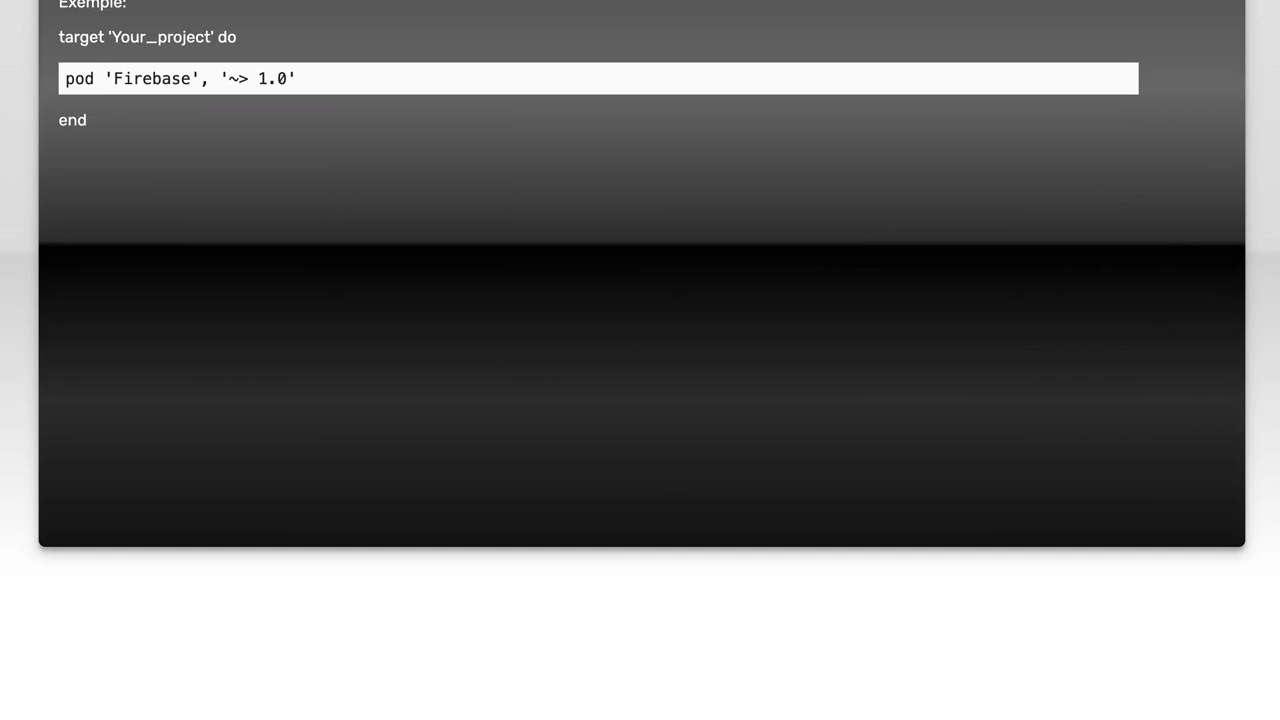 Exemple:
target 'Your_project' do
pod 'Firebase', '~> 1.0'
end